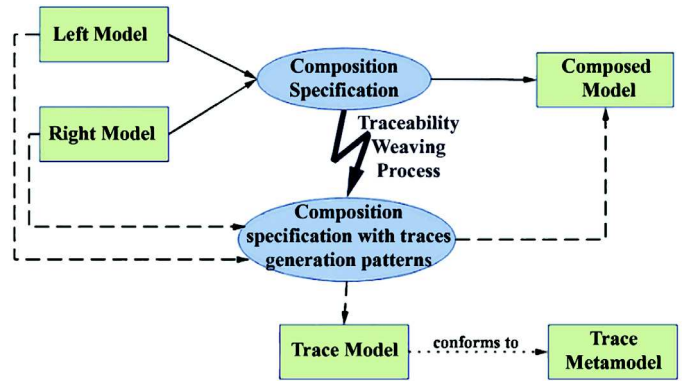 Left Model
Composition
Specification
Composed
Model
Right Model
Traceability
Weaving
Process
Composition
specification with traces
generation patterns
Trace Model
conforms to
Trace
Metamodel